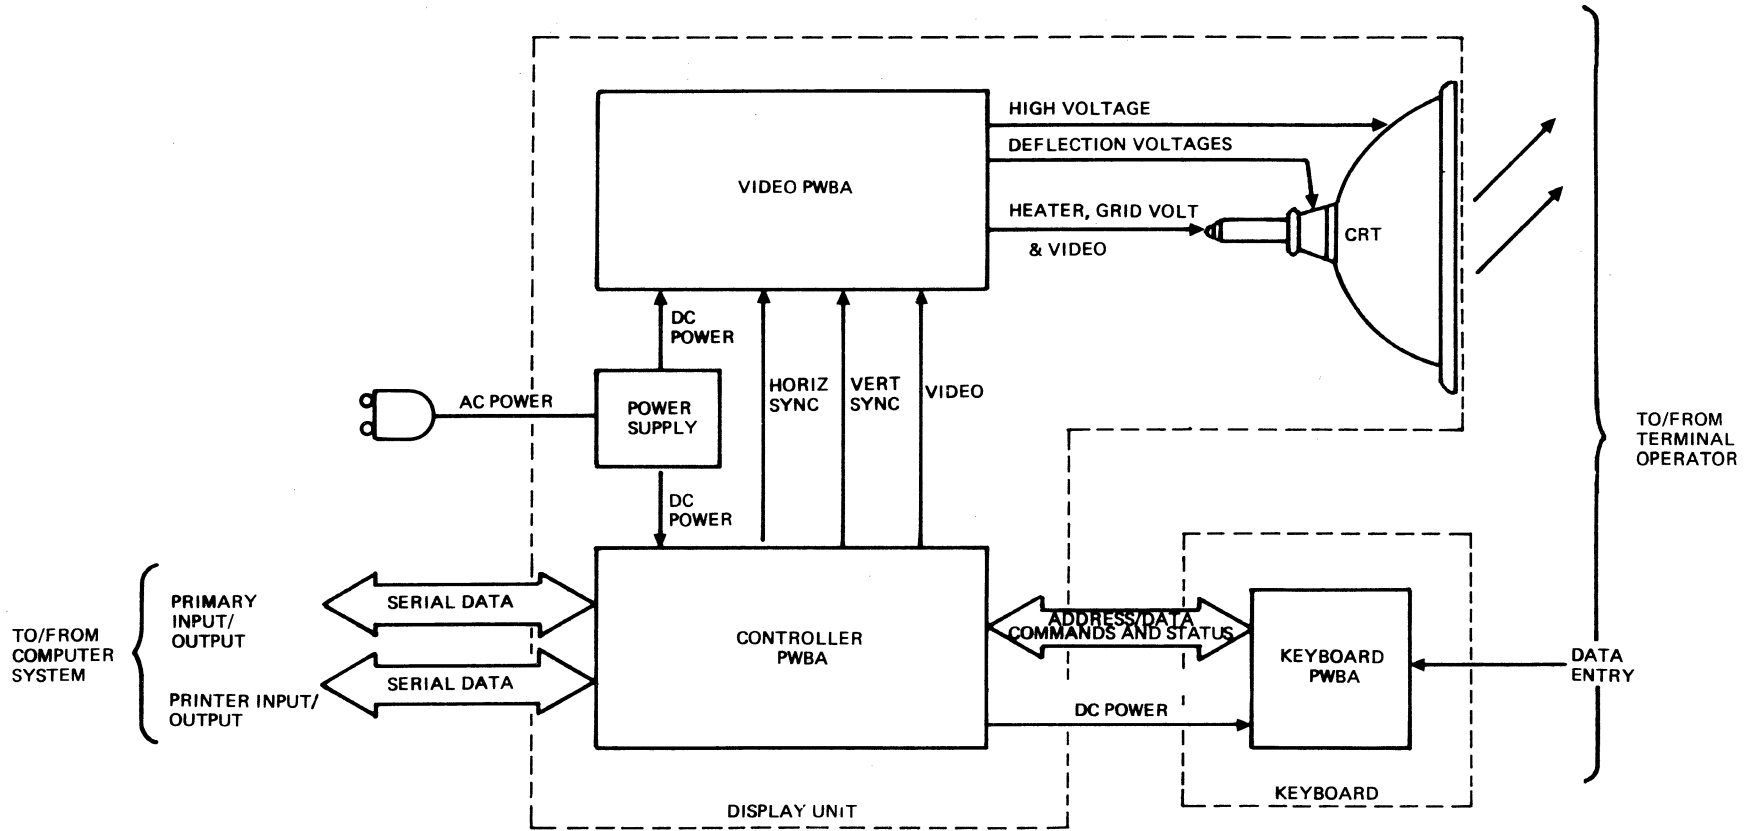 HIGH VOLTAGE
DEFLECTION VOLTAGES
VIDEO PWBA
HEATER, GRID VOLT
& VIDEO
CRT
DC
POWER
HORIZ
SYNC
VERT
SYNC
VIDEO
AC POWER
POWER
SUPPLY
TO/FROM
TERMINAL
OPERATOR
DC
POWER
TO/FROM
COMPUTER
SYSTEM
PRIMARY
INPUT/
OUTPUT
SERIAL DATA
PRINTER INPUT/
OUTPUT
SERIAL DATA
CONTROLLER
PWBA
ADDRESS/DATA
COMMANDS AND STATUS
KEYBOARD
PWBA
DATA
ENTRY
DC POWER
KEYBOARD
DISPLAY UNIT